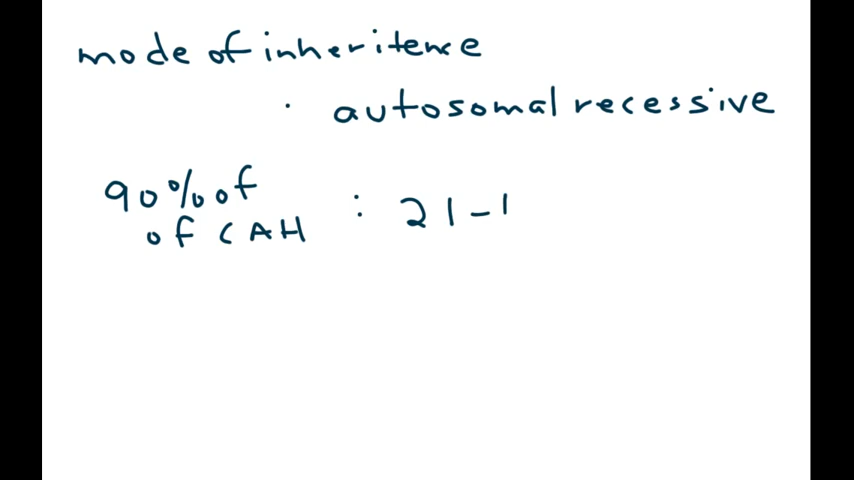 mode of inheritence
· autosomal recessive
90% of : 21-1
of CAH